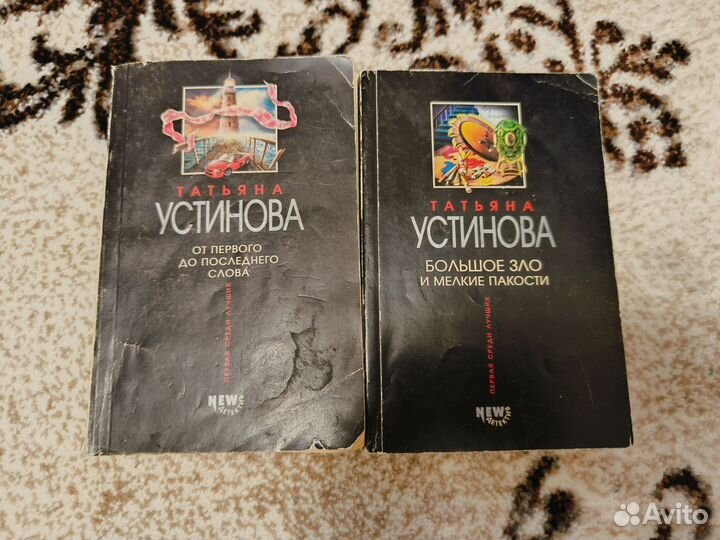 ТАТЬЯНА
УСТИНОВА
ОТ ПЕРВОГО
ДО ПОСЛЕДНЕГО
СЛОВА
ПЕРВАЯ СРЕДИ ЛУЧШИХ
NEW
ДЕТЕКТИВ
ТАТЬЯНА
УСТИНОВА
БОЛЬШОЕ ЗЛО
И МЕЛКИЕ ПАКОСТИ
ПЕРВАЯ СРЕДИ ЛУЧШИХ
NEW
ДЕТЕКТИВ
Avito